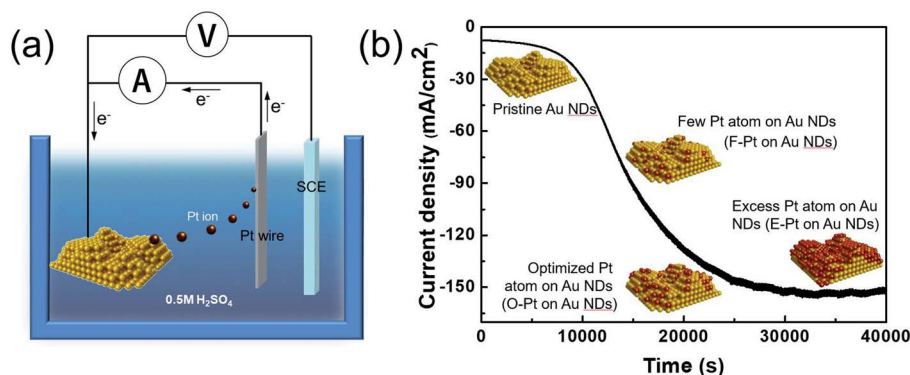 (a)
V
A
e⁻
e⁻
e⁻
SCE
Pt ion
Pt wire
0.5M H₂SO₄
(b)
Current density (mA/cm²)
0
-30
-60
-90
-120
-150
Pristine Au NDs
Few Pt atom on Au NDs
(F-Pt on Au NDs)
Excess Pt atom on Au
NDs (E-Pt on Au NDs)
Optimized Pt
atom on Au NDs
(O-Pt on Au NDs)
0
10000
20000
30000
40000
Time (s)